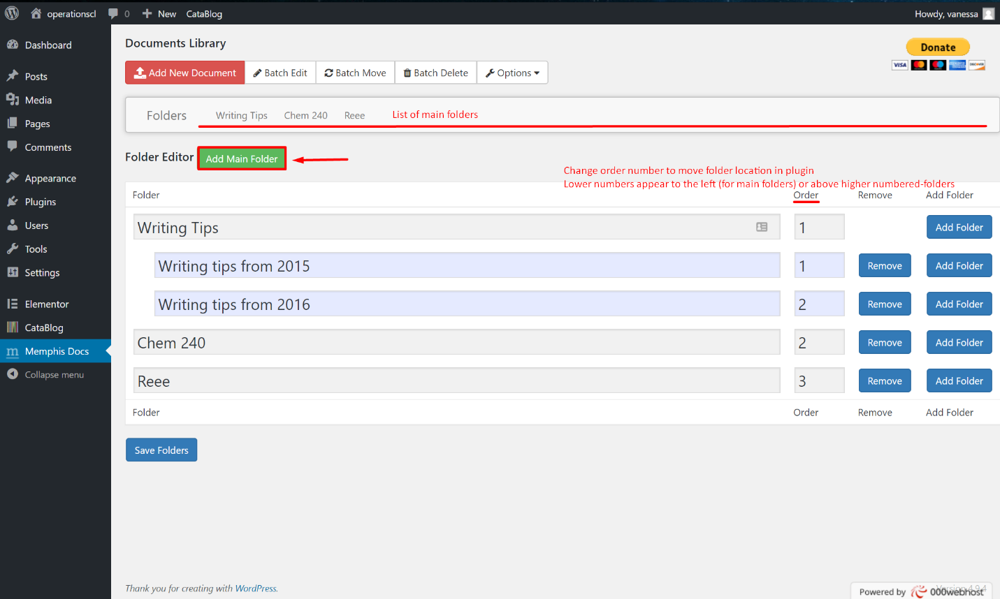 operationscl 0 New CataBlog Howdy, vanessa
Dashboard
Posts
Media
Pages
Comments
Appearance
Plugins
Users
Tools
Settings
Elementor
CataBlog
m Memphis Docs
Collapse menu
Documents Library
Donate
VISA
DISCOVER
Add New Document Batch Edit Batch Move Batch Delete Options
Folders Writing Tips Chem 240 Reee List of main folders
Folder Editor Add Main Folder
Change order number to move folder location in plugin
Lower numbers appear to the left (for main folders) or above higher numbered-folders
Folder Order Remove Add Folder
Writing Tips 1 Add Folder
Writing tips from 2015 1 Remove Add Folder
Writing tips from 2016 2 Remove Add Folder
Chem 240 2 Remove Add Folder
Reee 3 Remove Add Folder
Folder Order Remove Add Folder
Save Folders
Thank you for creating with WordPress.
Version 4.9.4
Powered by 000webhost